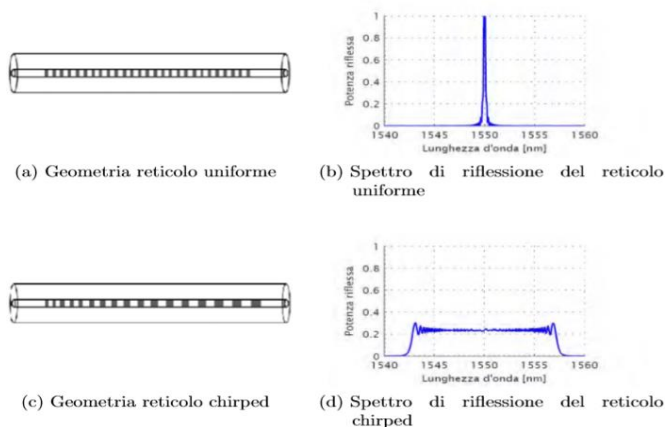 1
0.8
0.6
0.4
0.2
0
Potenza riflessa
1540 1545 1550 1555 1560
Lunghezza d'onda [nm]
(a) Geometria reticolo uniforme
(b) Spettro di riflessione del reticolo
uniforme
1
0.8
0.6
0.4
0.2
0
Potenza riflessa
1540 1545 1550 1555 1560
Lunghezza d'onda [nm]
(c) Geometria reticolo chirped
(d) Spettro di riflessione del reticolo
chirped